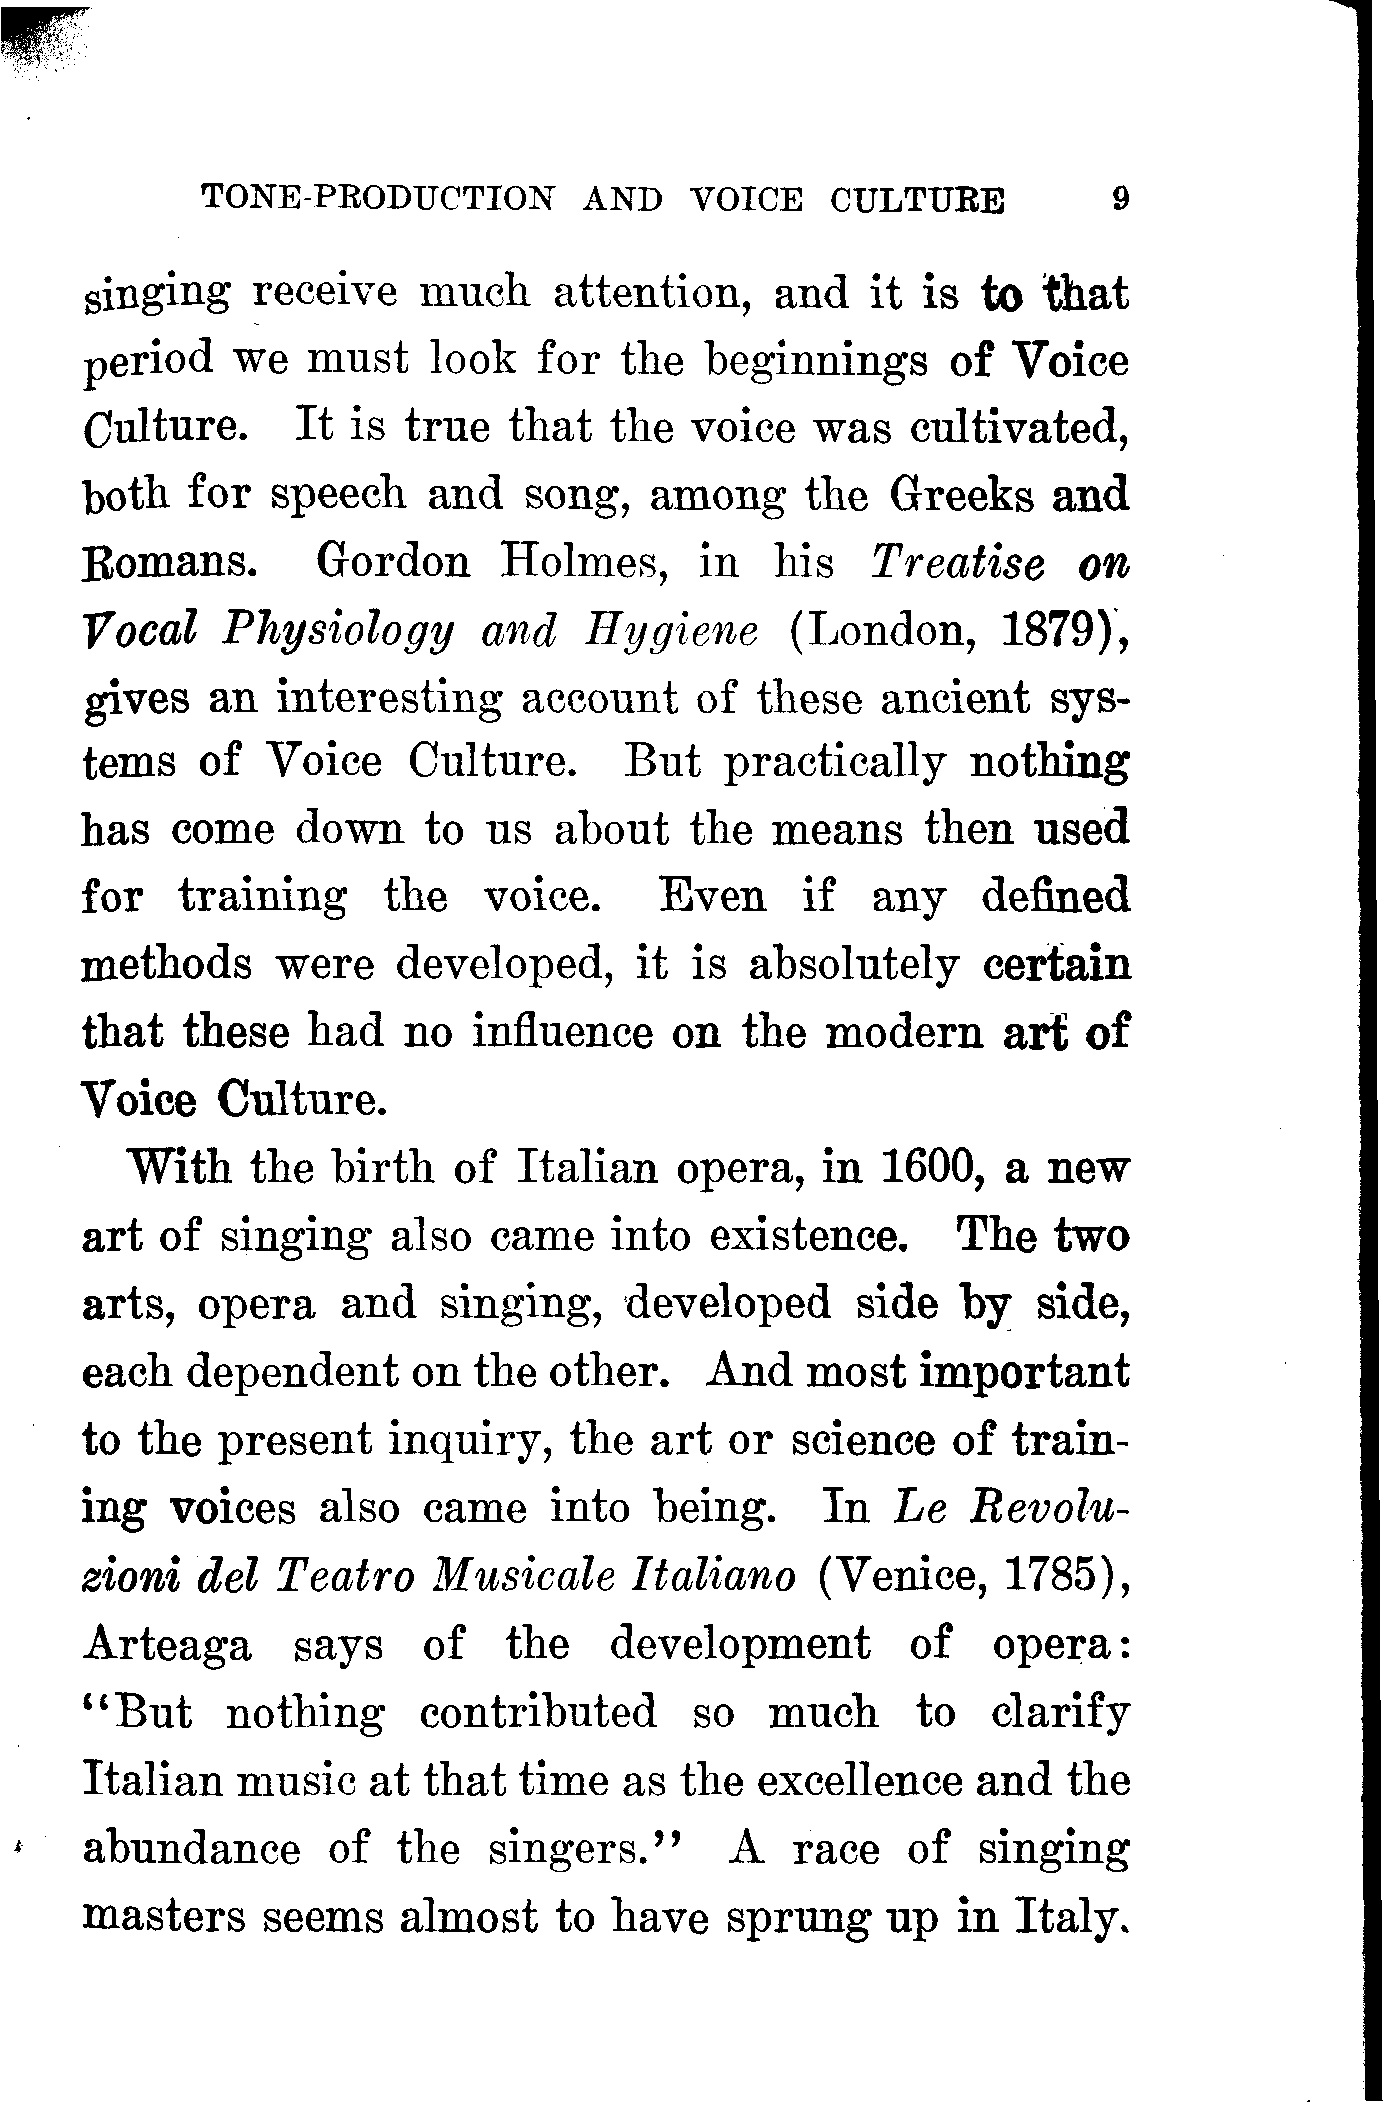 TONE-PRODUCTION AND VOICE CULTURE 9
singing receive much attention, and it is to that
period we must look for the beginnings of Voice
Culture. It is true that the voice was cultivated,
both for speech and song, among the Greeks and
Romans. Gordon Holmes, in his Treatise on
Vocal Physiology and Hygiene (London, 1879),
gives an interesting account of these ancient sys-
tems of Voice Culture. But practically nothing
has come down to us about the means then used
for training the voice. Even if any defined
methods were developed, it is absolutely certain
that these had no influence on the modern art of
Voice Culture.
With the birth of Italian opera, in 1600, a new
art of singing also came into existence. The two
arts, opera and singing, developed side by side,
each dependent on the other. And most important
to the present inquiry, the art or science of train-
ing voices also came into being. In Le Revolu-
zioni del Teatro Musicale Italiano (Venice, 1785),
Arteaga says of the development of opera:
"But nothing contributed so much to clarify
Italian music at that time as the excellence and the
abundance of the singers." A race of singing
masters seems almost to have sprung up in Italy.